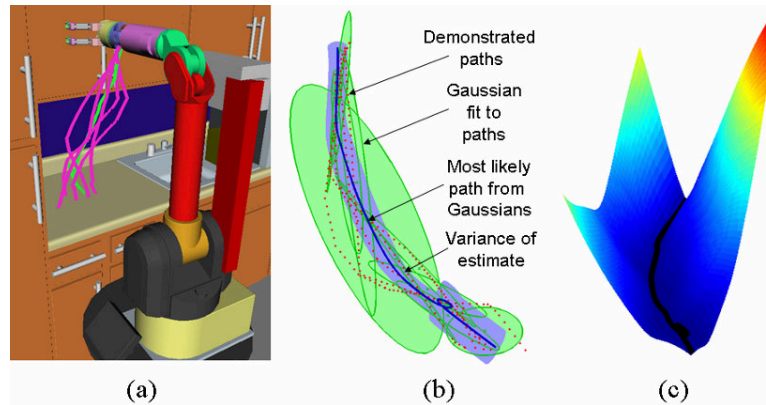 Demonstrated
paths
Gaussian
fit to
paths
Most likely
path from
Gaussians
Variance of
estimate
(a)
(b)
(c)